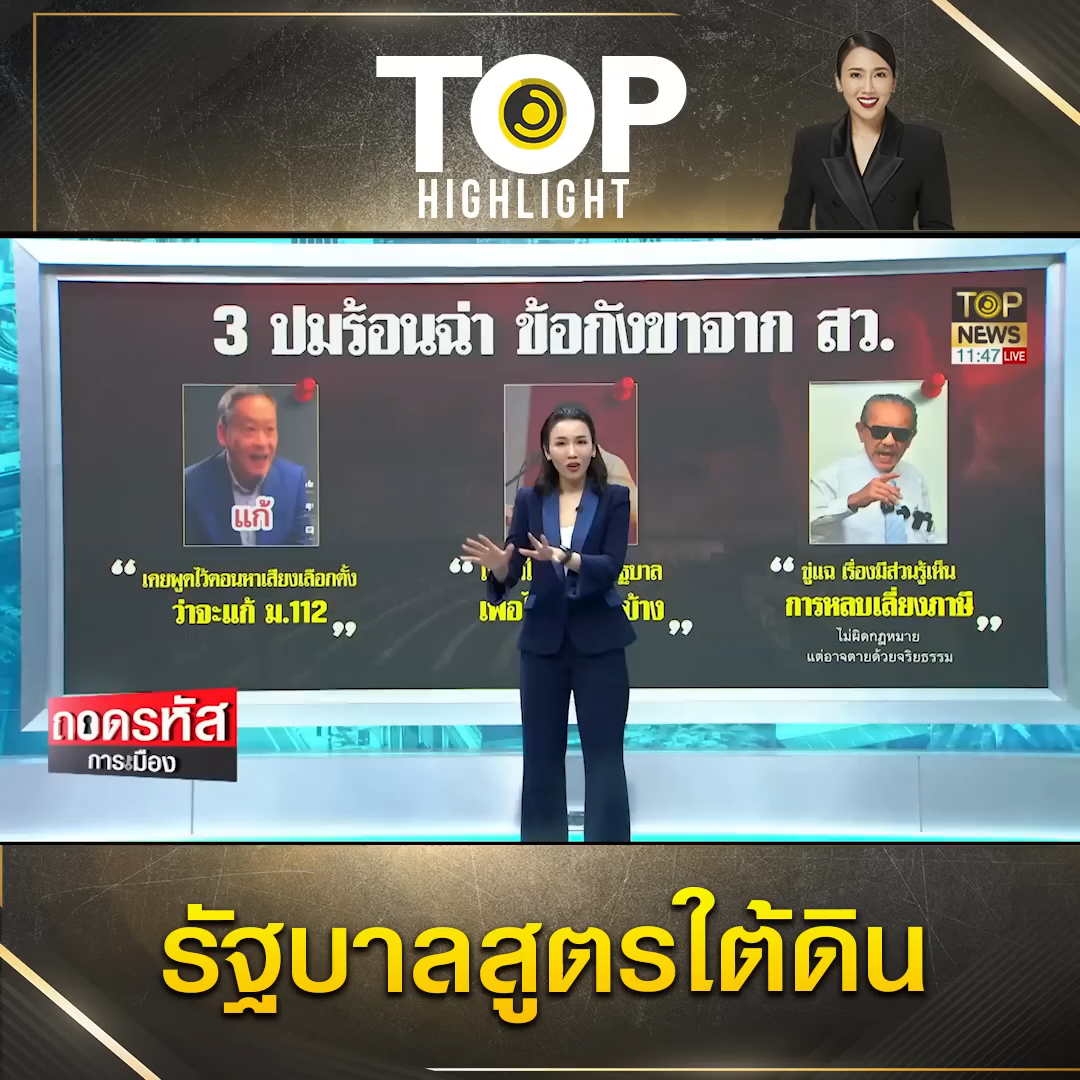 TOP
HIGHLIGHT
3 ปมร้อนฉ่า ข้อกังขาจาก สว.
TOP
NEWS
11:47 LIVE
แก้
“ เคยพูดไว้ตอนหาเสียงเลือกตั้ง
ว่าจะแก้ ม.112 ”
“
”
“ ขู่แฉ เรื่องมีส่วนรู้เห็น
การหลบเลี่ยงภาษี ”
ไม่ผิดกฎหมาย
แต่อาจตายด้วยจริยธรรม
ถอดรหัส
การเมือง
รัฐบาลสูตรใต้ดิน